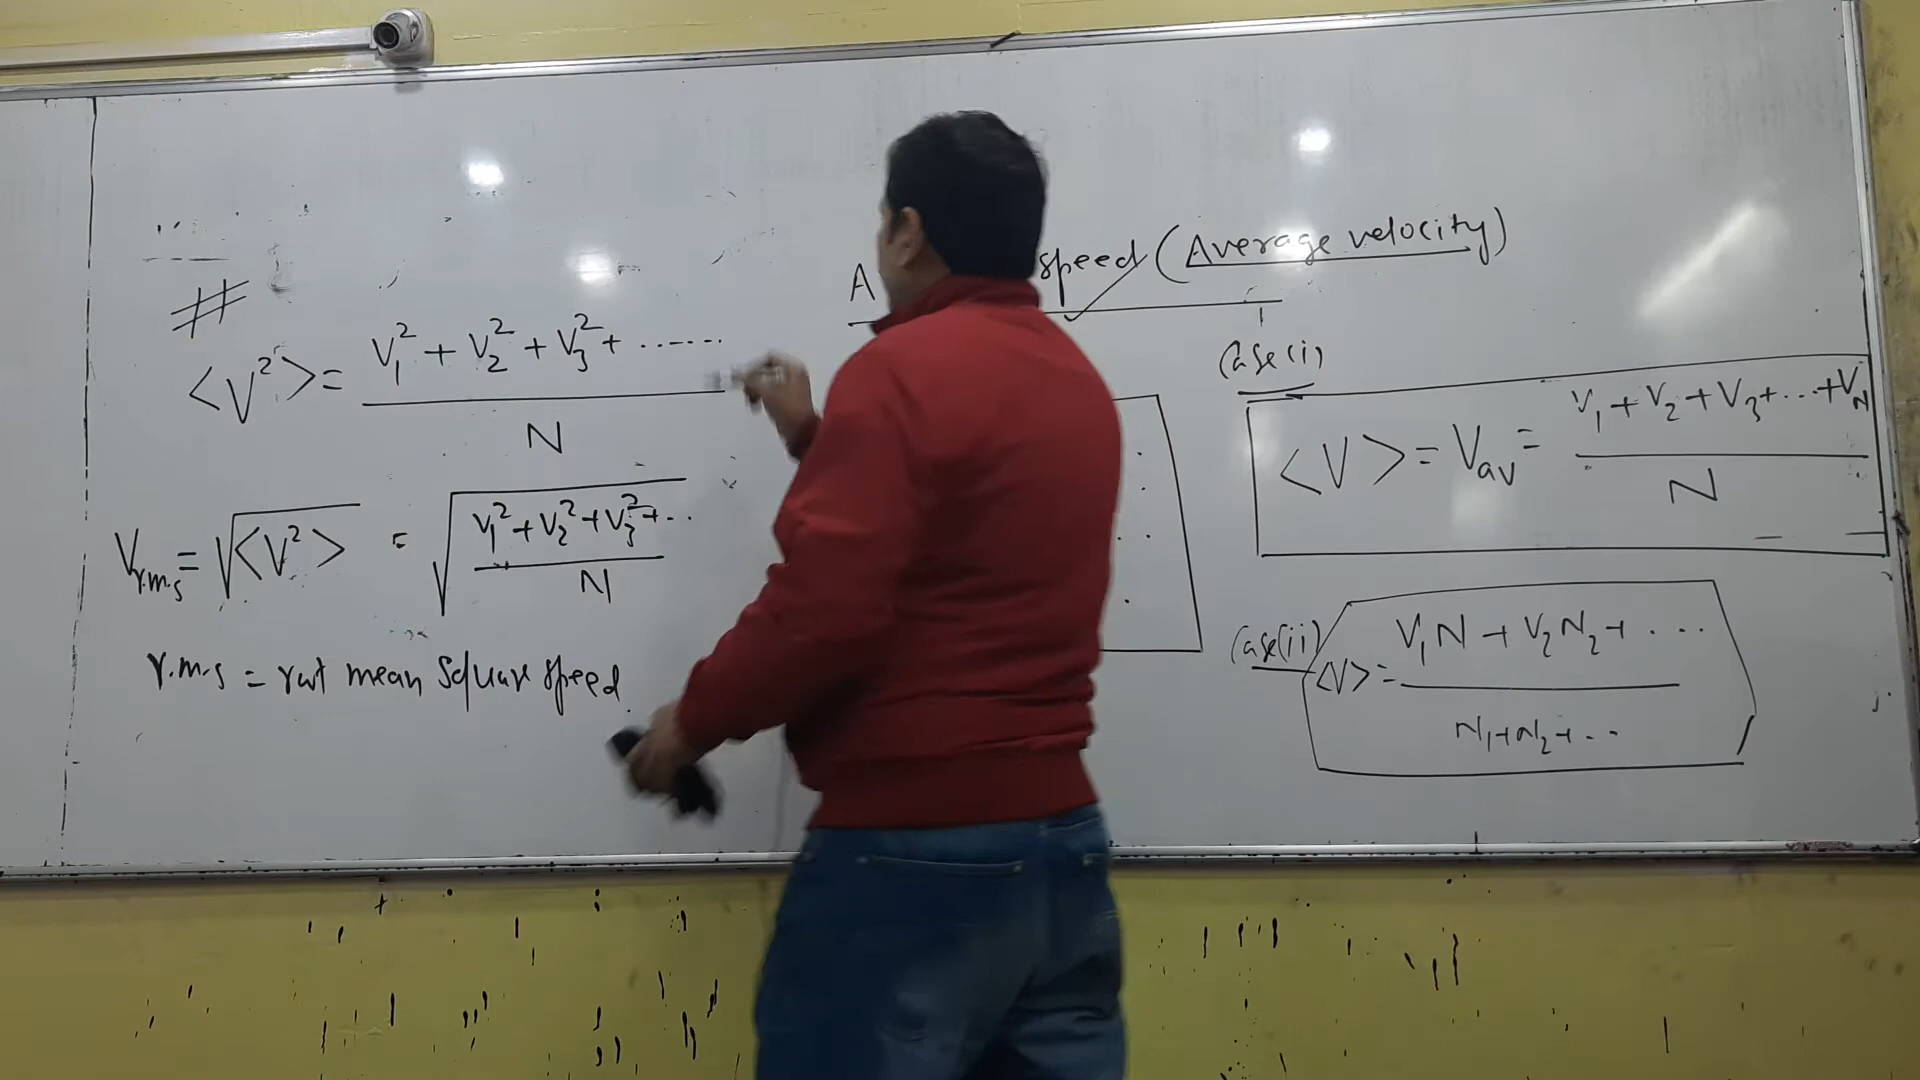 #
<V²> = V₁² + V₂² + V₃² + ......
N
Vr.m.s = √<V²> = √(V₁² + V₂² + V₃² + ..
N
r.m.s = root mean square speed
A speed (Average velocity)
Case(i)
<V> = Vav = V₁ + V₂ + V₃ + ... + VN
N
Case(ii)
<V> = V₁N + V₂N₂ + ....
N₁ + N₂ + ...